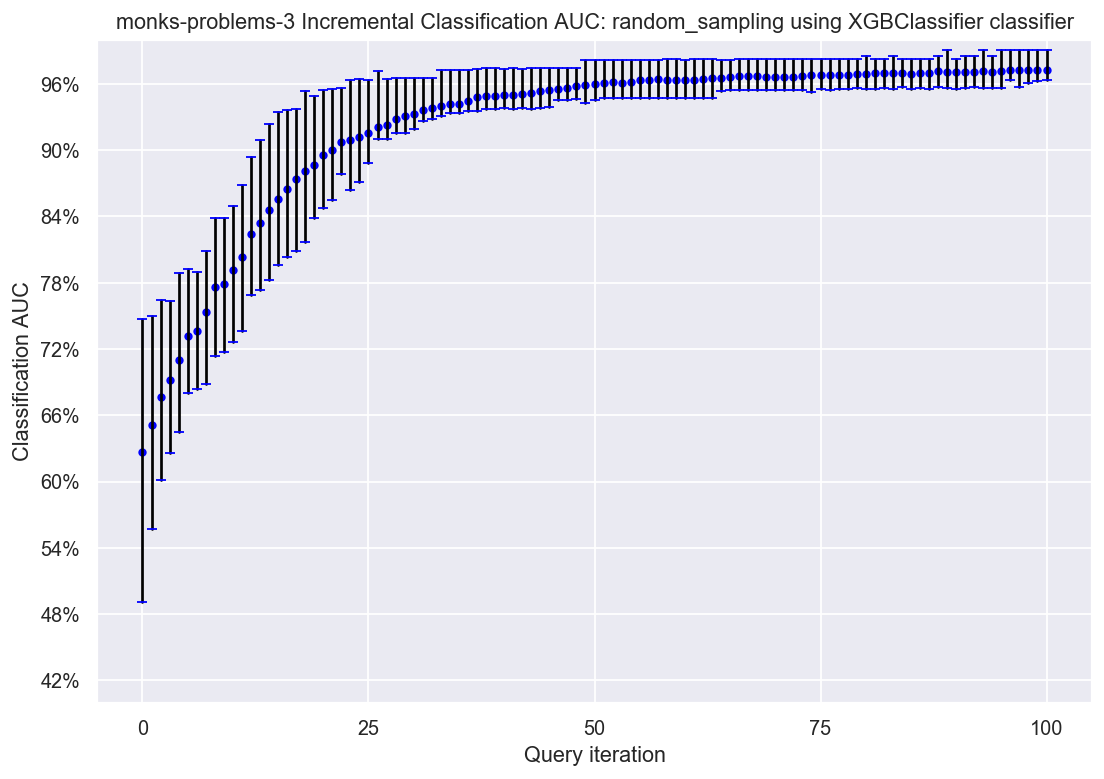 monks-problems-3 Incremental Classification AUC: random_sampling using XGBClassifier classifier
96%
90%
84%
78%
72%
66%
60%
54%
48%
42%
Classification AUC
0 25 50 75 100
Query iteration